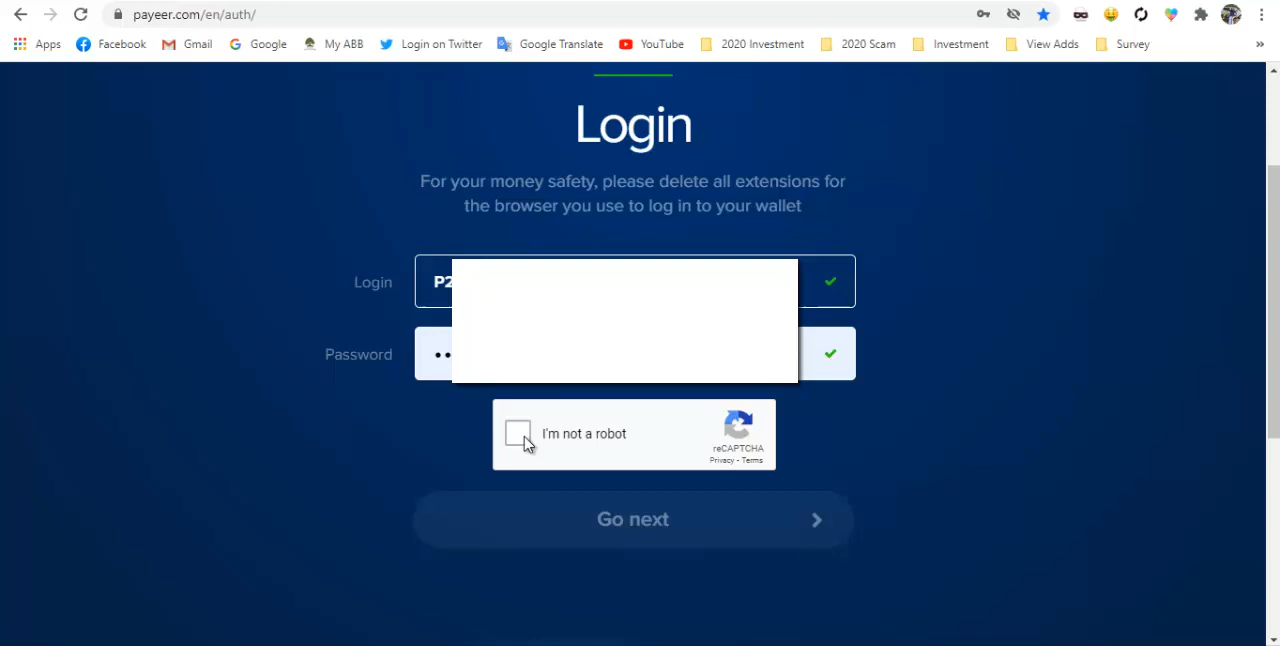 payeer.com/en/auth/
Apps Facebook Gmail Google My ABB Login on Twitter Google Translate YouTube 2020 Investment 2020 Scam Investment View Adds Survey »
Login
For your money safety, please delete all extensions for
the browser you use to log in to your wallet
Login P2
Password ••
I'm not a robot
reCAPTCHA
Privacy - Terms
Go next